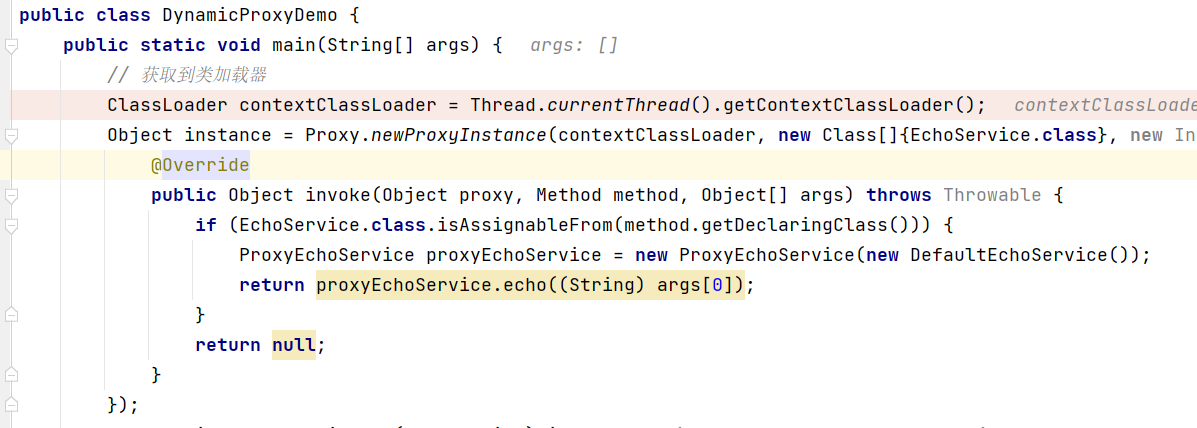 public class DynamicProxyDemo {
public static void main(String[] args) { args: []
// 获取到类加载器
ClassLoader contextClassLoader = Thread.currentThread().getContextClassLoader(); contextClassLoade
Object instance = Proxy.newProxyInstance(contextClassLoader, new Class[]{EchoService.class}, new In
@Override
public Object invoke(Object proxy, Method method, Object[] args) throws Throwable {
if (EchoService.class.isAssignableFrom(method.getDeclaringClass())) {
ProxyEchoService proxyEchoService = new ProxyEchoService(new DefaultEchoService());
return proxyEchoService.echo((String) args[0]);
}
return null;
}
});